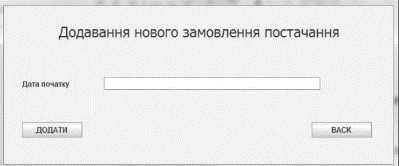 Додавання нового замовлення постачання
Дата початку
ДОДАТИ BACK